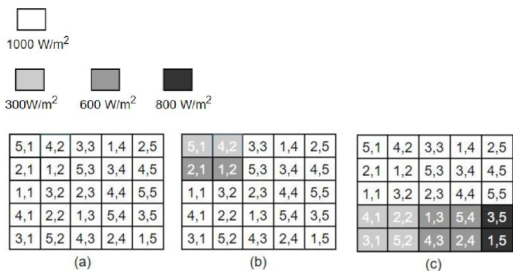 1000 W/m²
300W/m² 600 W/m² 800 W/m²
5,1 4,2 3,3 1,4 2,5
2,1 1,2 5,3 3,4 4,5
1,1 3,2 2,3 4,4 5,5
4,1 2,2 1,3 5,4 3,5
3,1 5,2 4,3 2,4 1,5
(a)
5,1 4,2 3,3 1,4 2,5
2,1 1,2 5,3 3,4 4,5
1,1 3,2 2,3 4,4 5,5
4,1 2,2 1,3 5,4 3,5
3,1 5,2 4,3 2,4 1,5
(b)
5,1 4,2 3,3 1,4 2,5
2,1 1,2 5,3 3,4 4,5
1,1 3,2 2,3 4,4 5,5
4,1 2,2 1,3 5,4 3,5
3,1 5,2 4,3 2,4 1,5
(c)